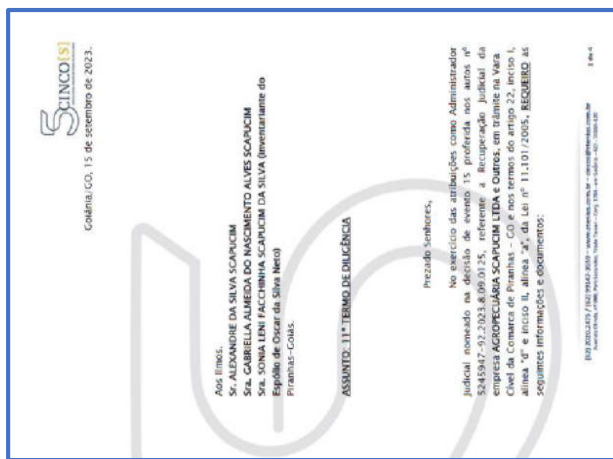 CINCO[S]
Goiânia/GO, 15 de setembro de 2023.
Aos Ilmos.
Sr. ALEXANDRE DA SILVA SCAPUCIM
Sra. GABRIELLA ALMEIDA DO NASCIMENTO ALVES SCAPUCIM
Sra. SONIA LENI FACCHINHA SCAPUCIM DA SILVA (Inventariante do
Espólio de Oscar da Silva Neto)
Piranhas-Goiás.
ASSUNTO: 11º TERMO DE DILIGÊNCIA
Prezado Senhores,
No exercício das atribuições como Administrador
Judicial nomeado na decisão de evento 15 proferida nos autos nº
5245947-92.2023.8.09.0125, referente a Recuperação Judicial da
empresa AGROPECUÁRIA SCAPUCIM LTDA e Outros, em trâmite na Vara
Cível da Comarca de Piranhas - GO e nos termos do artigo 22, inciso I,
alínea "d" e inciso II, alínea "a", da Lei nº 11.101/2005, REQUEIRO as
seguintes informações e documentos:
1 de 4